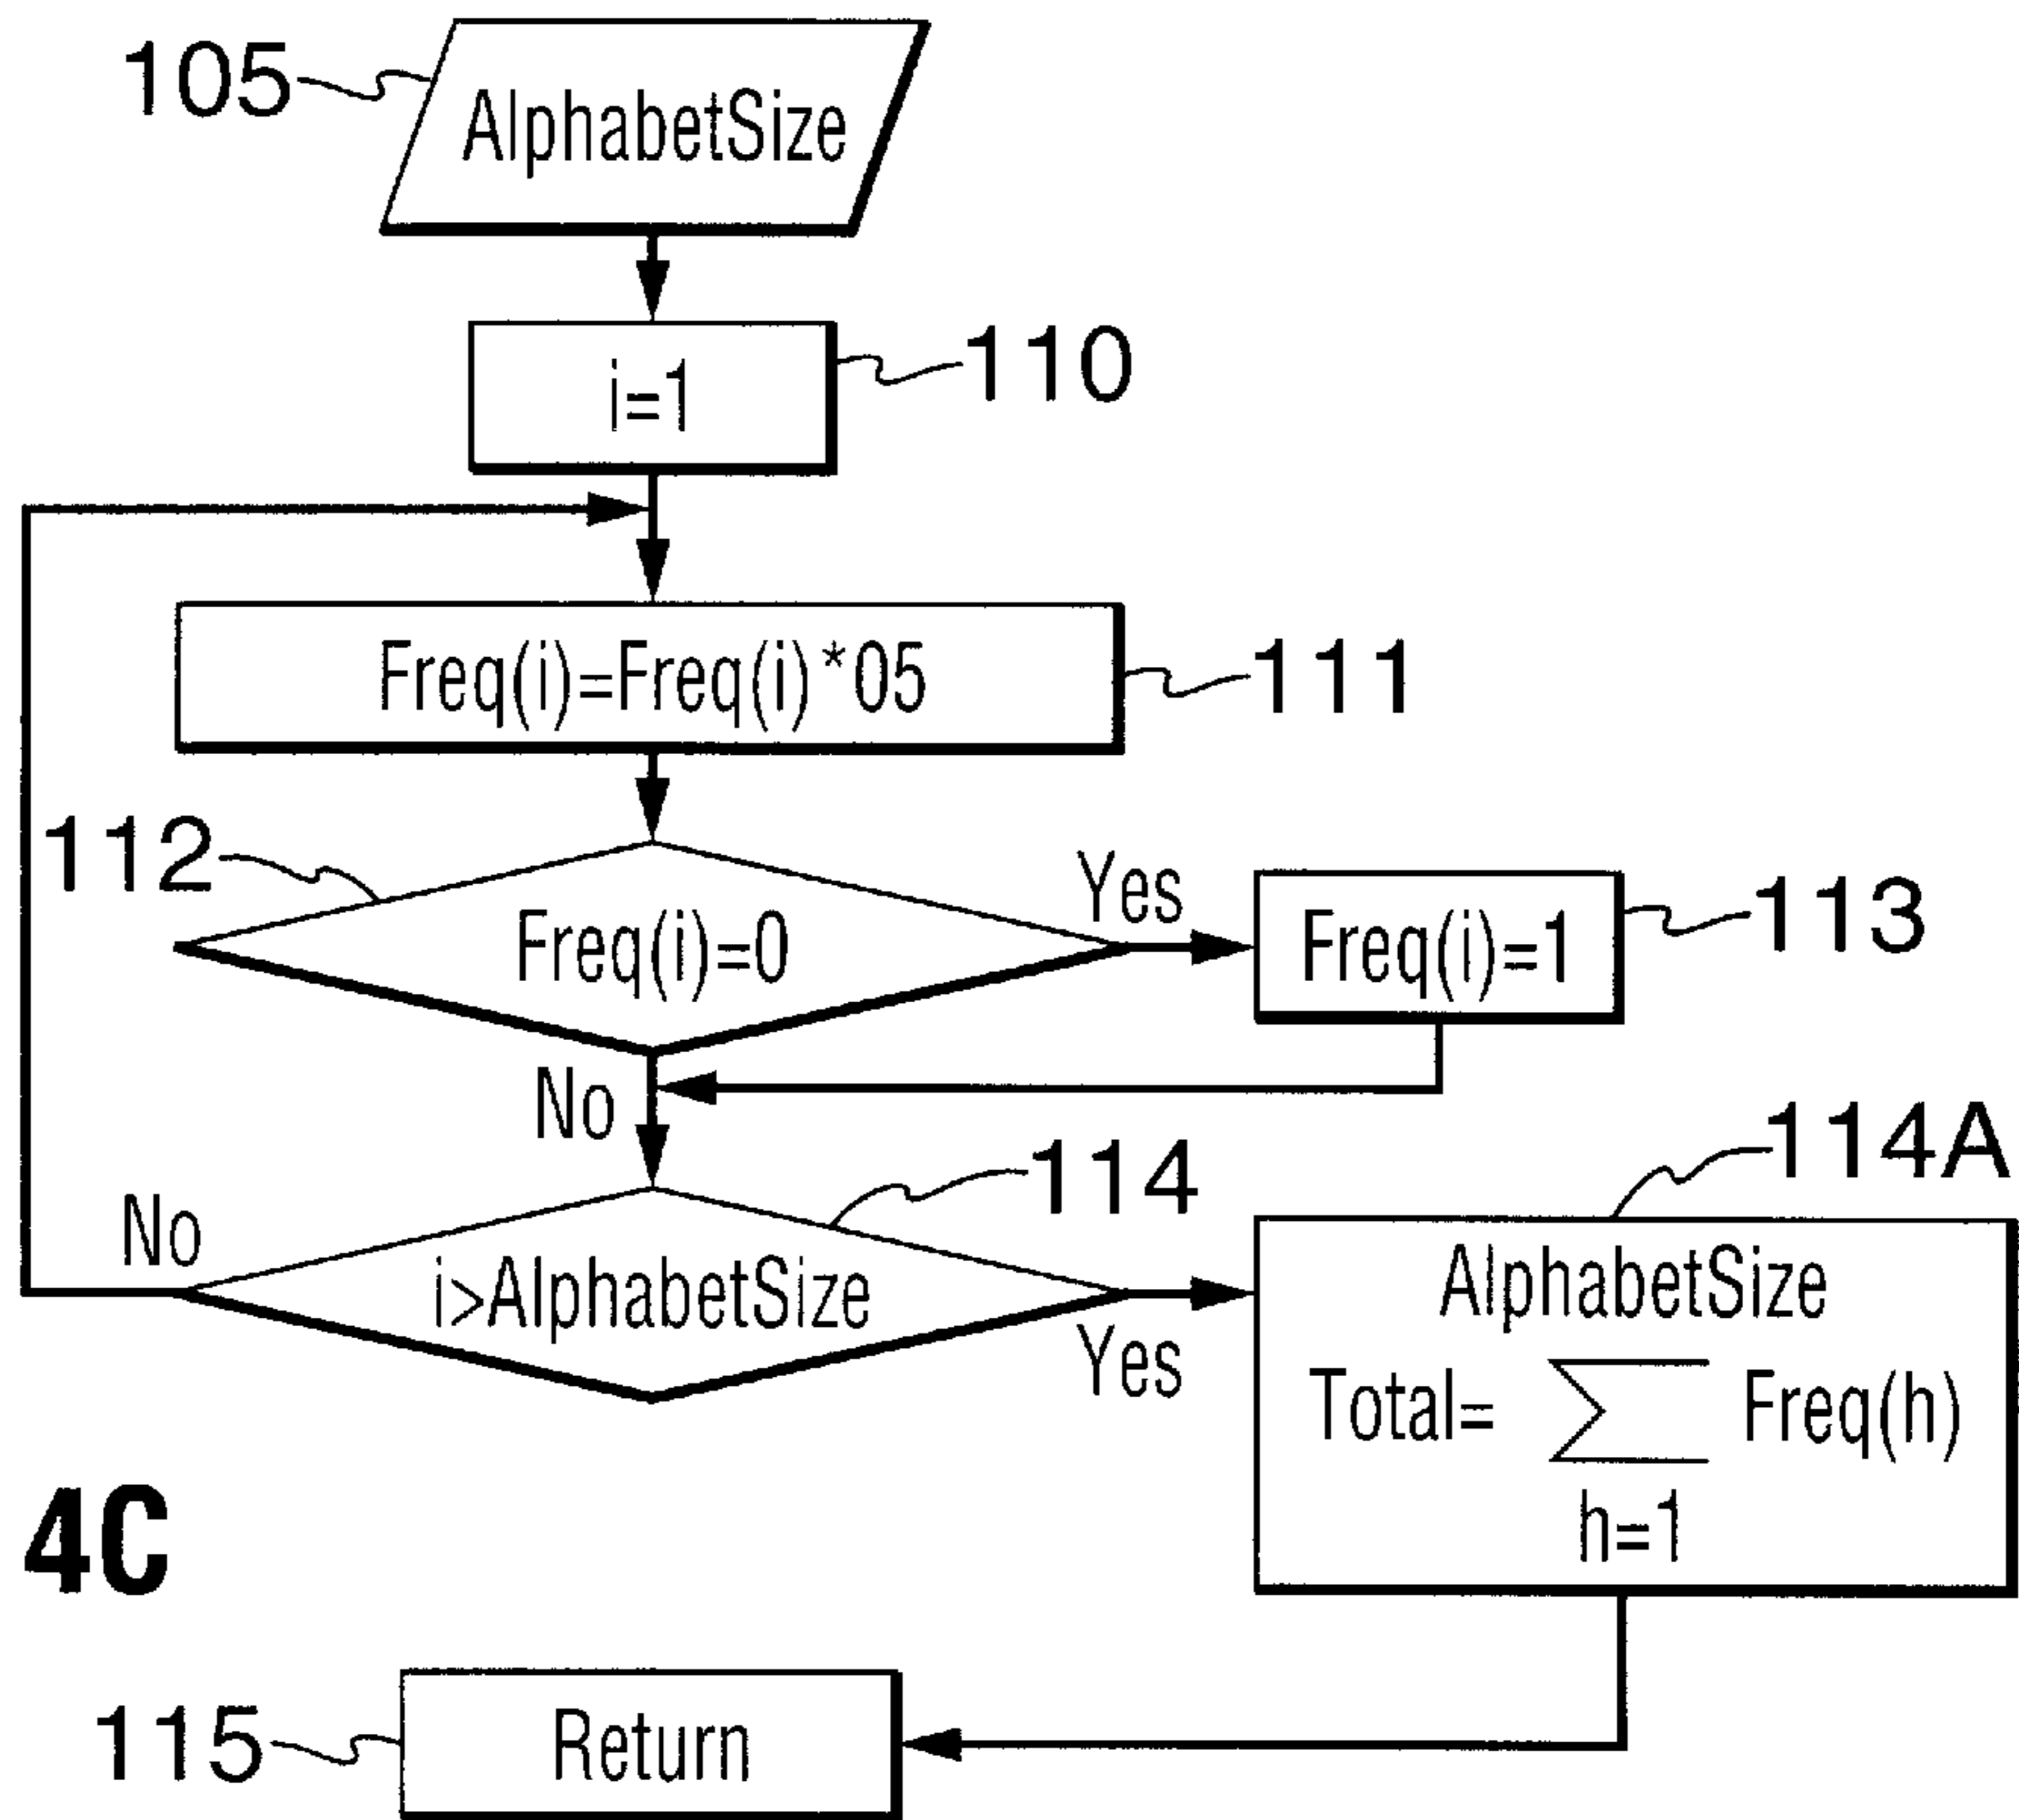 105
AlphabetSize
i=1
110
Freq(i)=Freq(i)*05
111
112
Freq(i)=0
Yes
Freq(i)=1
113
No
114
114A
No
i>AlphabetSize
Yes
AlphabetSize
Total= ∑ Freq(h)
h=1
4C
115
Return